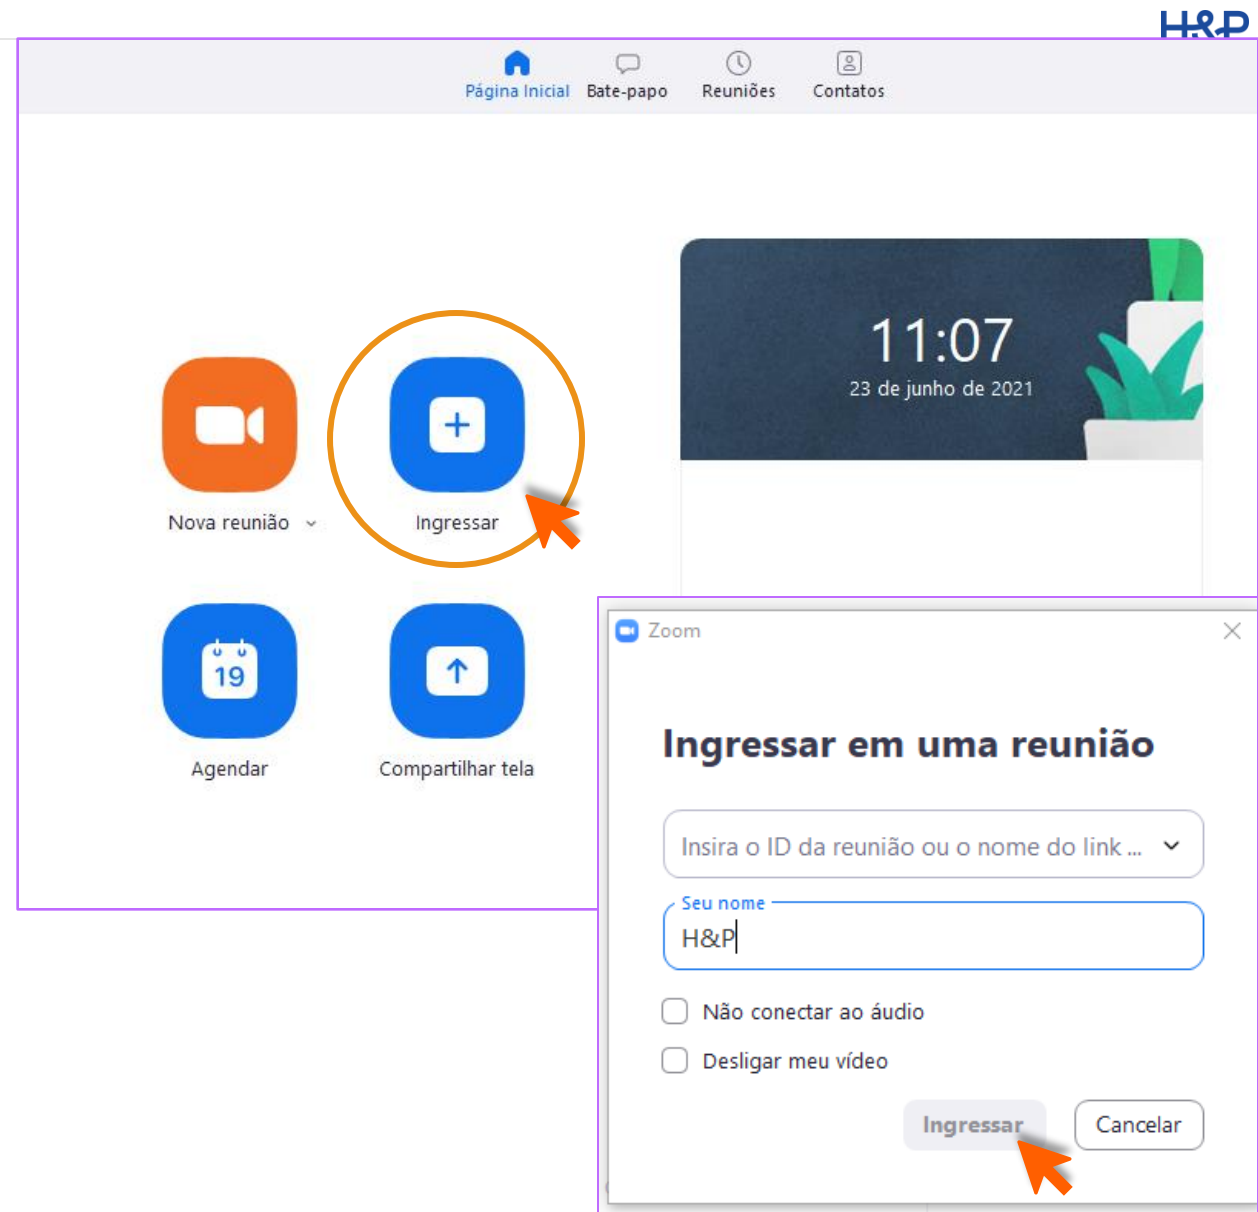 H&P
Página Inicial Bate-papo Reuniões Contatos
11:07
23 de junho de 2021
Nova reunião Ingressar
19
Agendar Compartilhar tela
Zoom
Ingressar em uma reunião
Insira o ID da reunião ou o nome do link ...
Seu nome
H&P
Não conectar ao áudio
Desligar meu vídeo
Ingressar Cancelar